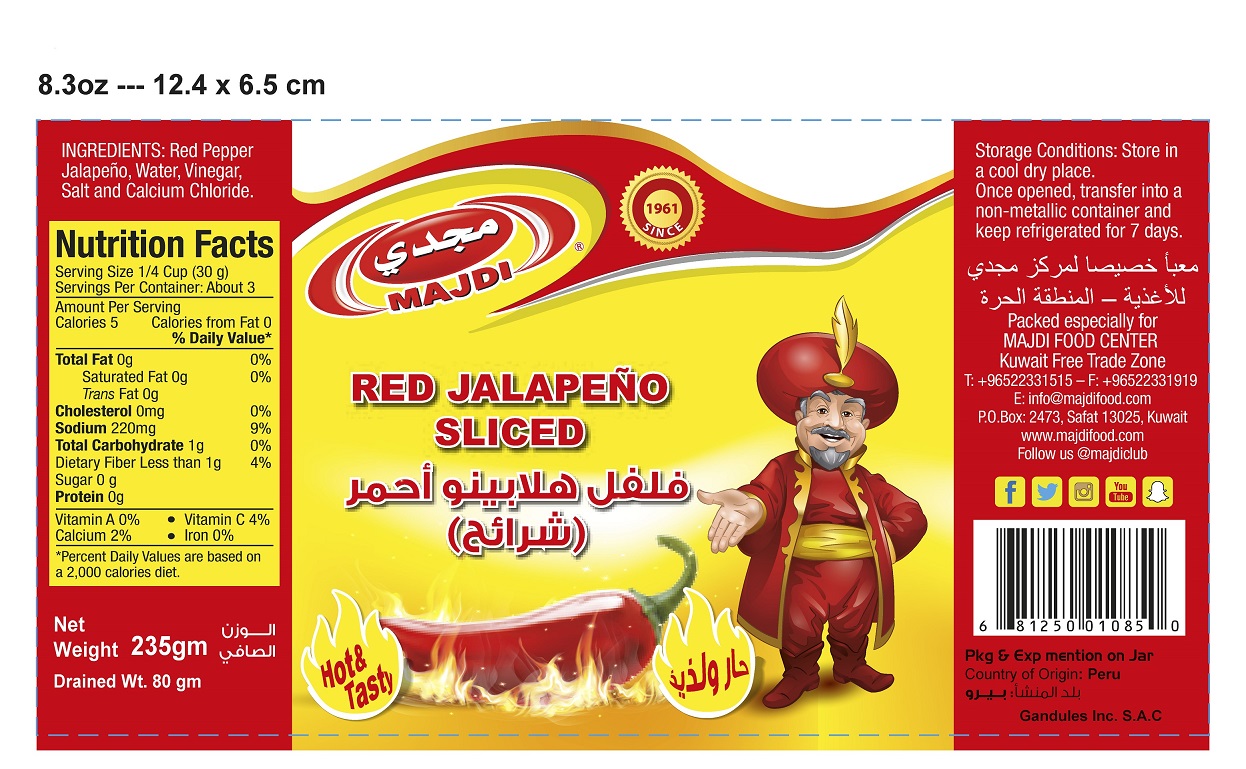 8.3oz --- 12.4 x 6.5 cm
INGREDIENTS: Red Pepper
Jalapeño, Water, Vinegar,
Salt and Calcium Chloride.
Nutrition Facts
Serving Size 1/4 Cup (30 g)
Servings Per Container: About 3
Amount Per Serving
Calories 5 Calories from Fat 0
% Daily Value*
Total Fat 0g 0%
Saturated Fat 0g 0%
Trans Fat 0g
Cholesterol 0mg 0%
Sodium 220mg 9%
Total Carbohydrate 1g 0%
Dietary Fiber Less than 1g 4%
Sugar 0 g
Protein 0g
Vitamin A 0% • Vitamin C 4%
Calcium 2% • Iron 0%
*Percent Daily Values are based on
a 2,000 calories diet.
Net
Weight 235gm الـــوزن
الصافي
Drained Wt. 80 gm
مجدي
MAJDI
®
1961
SINCE
RED JALAPEÑO
SLICED
فلفل هلابينو أحمر
(شرائح)
Hot&
Tasty
حار ولذيذ
Storage Conditions: Store in
a cool dry place.
Once opened, transfer into a
non-metallic container and
keep refrigerated for 7 days.
معبأ خصيصا لمركز مجدي
للأغذية – المنطقة الحرة
Packed especially for
MAJDI FOOD CENTER
Kuwait Free Trade Zone
T: +96522331515 – F: +96522331919
E: info@majdifood.com
P.O.Box: 2473, Safat 13025, Kuwait
www.majdifood.com
Follow us @majdiclub
You
Tube
6 81250 01085 0
Pkg & Exp mention on Jar
Country of Origin: Peru
بلد المنشأ: بـيـرو
Gandules Inc. S.A.C